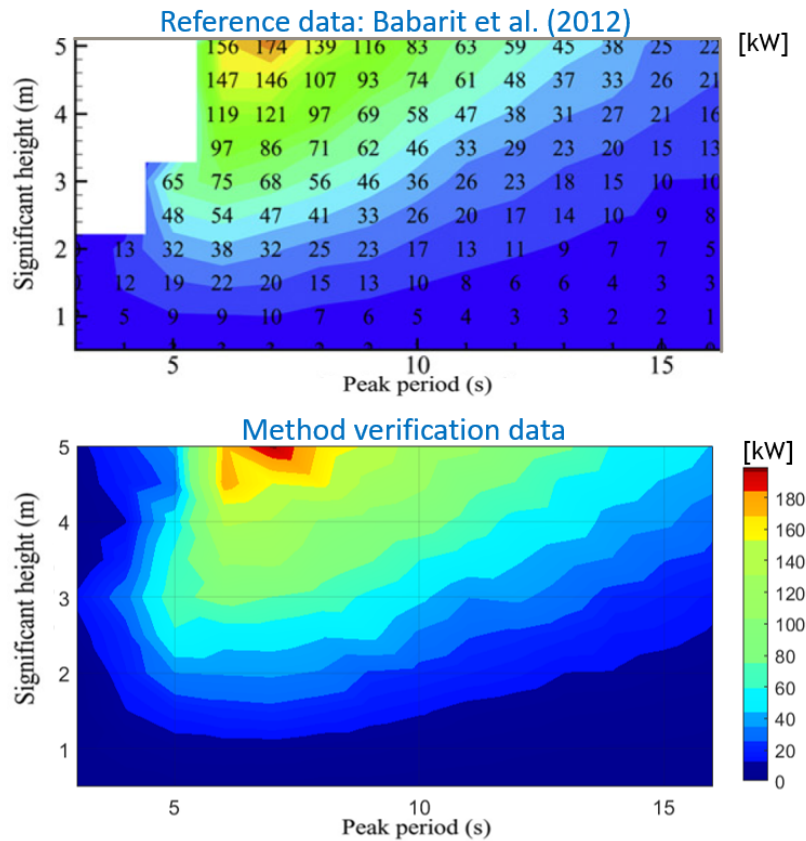 Reference data: Babarit et al. (2012)
[kW]
5 156 174 139 116 83 63 59 45 38 25 22
147 146 107 93 74 61 48 37 33 26 21
4 119 121 97 69 58 47 38 31 27 21 16
97 86 71 62 46 33 29 23 20 15 13
3 65 75 68 56 46 36 26 23 18 15 10 10
48 54 47 41 33 26 20 17 14 10 9 8
2 13 32 38 32 25 23 17 13 11 9 7 7 5
12 19 22 20 15 13 10 8 6 6 4 3 3
1 5 9 9 10 7 6 5 4 3 3 2 2 1
Significant height (m)
5 10 15
Peak period (s)
Method verification data
[kW]
5
4
3
2
1
Significant height (m)
5 10 15
Peak period (s)
180
160
140
120
100
80
60
40
20
0